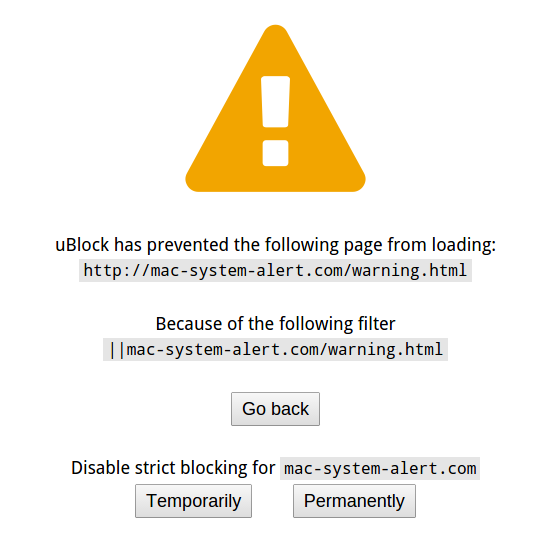 uBlock has prevented the following page from loading:
http://mac-system-alert.com/warning.html
Because of the following filter
||mac-system-alert.com/warning.html
Go back
Disable strict blocking for mac-system-alert.com
Temporarily Permanently